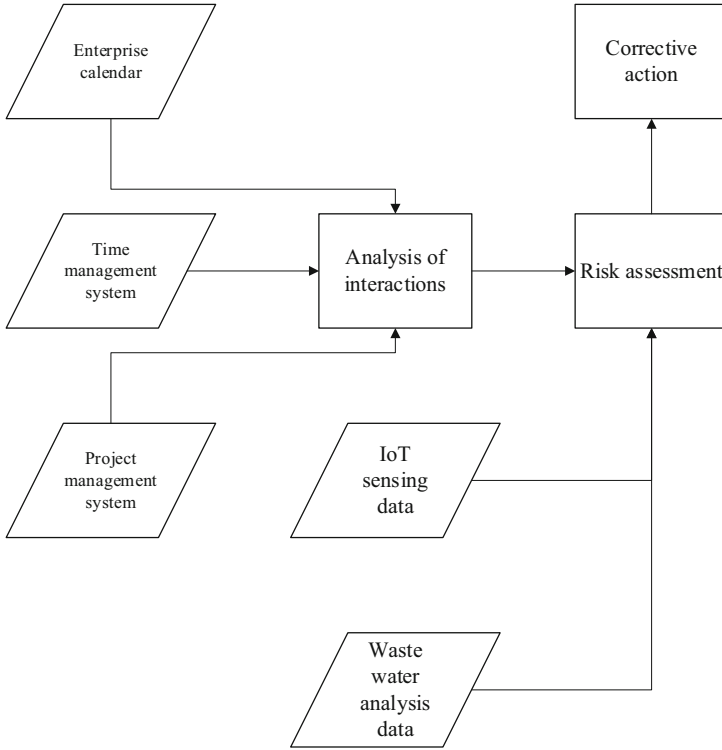 Enterprise
calendar
Corrective
action
Time
management
system
Analysis of
interactions
Risk assessment
Project
management
system
IoT
sensing
data
Waste
water
analysis
data